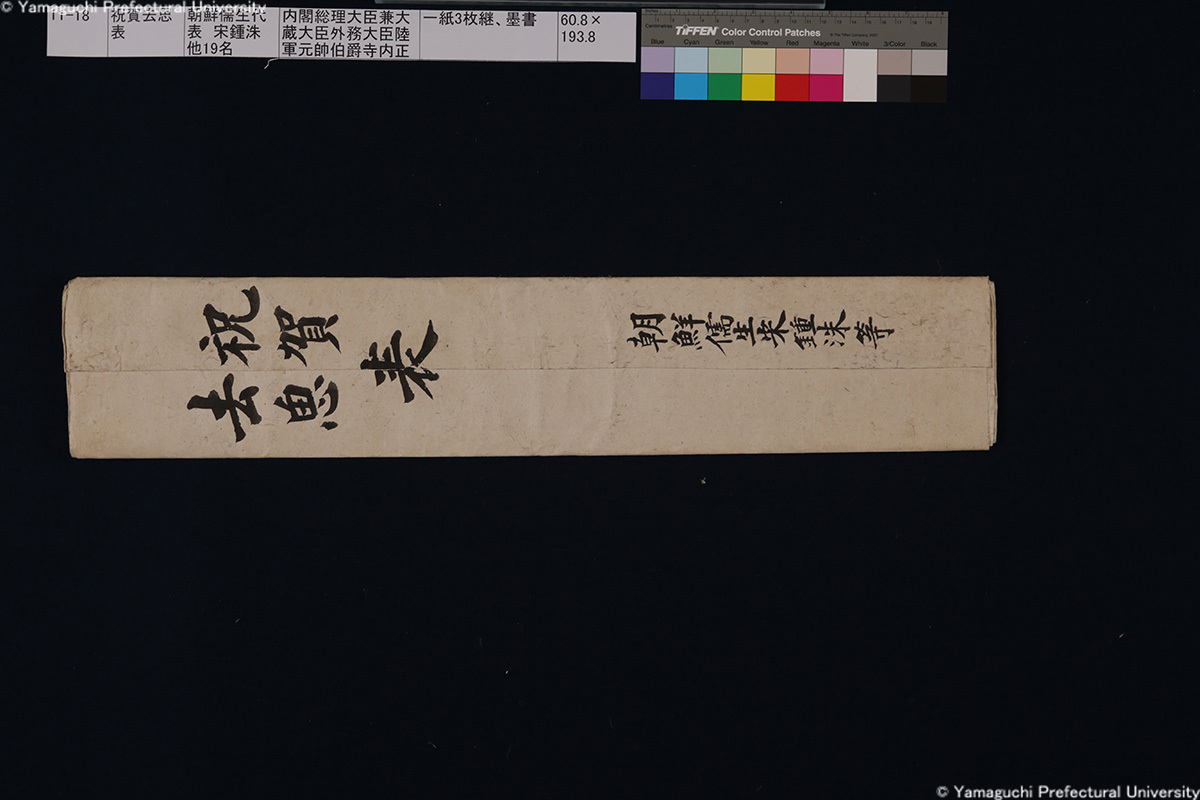 © Yamaguchi Prefectural University
祝賀去思
表
朝鮮儒生代
表 宋鍾洙
他19名
内閣総理大臣兼大
蔵大臣外務大臣陸
軍元帥伯爵寺内正
一紙3枚継、墨書
60.8×
193.8
TIFFEN Color Control Patches
Blue Cyan Green Yellow Red Magenta White 3/Color Black
祝賀
去恖
表
朝鮮儒生宋鍾洙等
© Yamaguchi Prefectural University